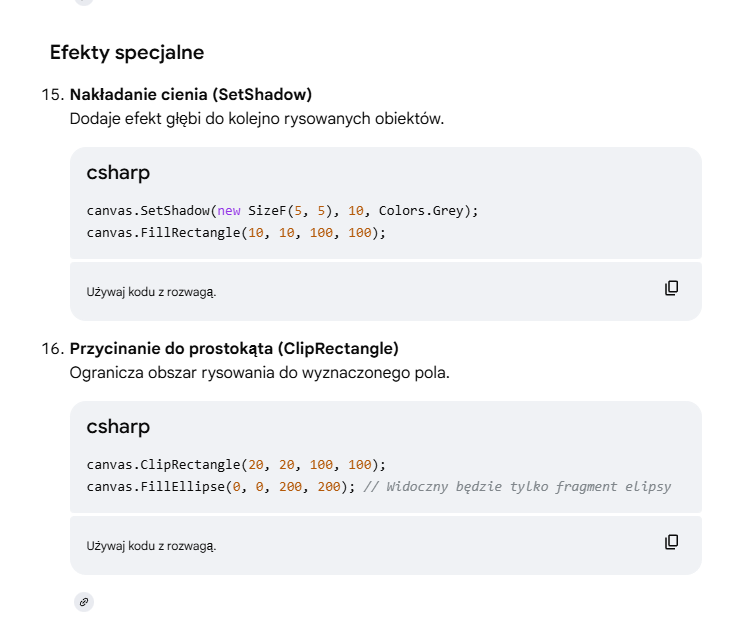 Efekty specjalne
15. Nakładanie cienia (SetShadow)
Dodaje efekt głębi do kolejno rysowanych obiektów.
csharp
canvas.SetShadow(new SizeF(5, 5), 10, Colors.Grey);
canvas.FillRectangle(10, 10, 100, 100);
Używaj kodu z rozwagą.
16. Przycinanie do prostokąta (ClipRectangle)
Ogranicza obszar rysowania do wyznaczonego pola.
csharp
canvas.ClipRectangle(20, 20, 100, 100);
canvas.FillEllipse(0, 0, 200, 200); // Widoczny będzie tylko fragment elipsy
Używaj kodu z rozwagą.